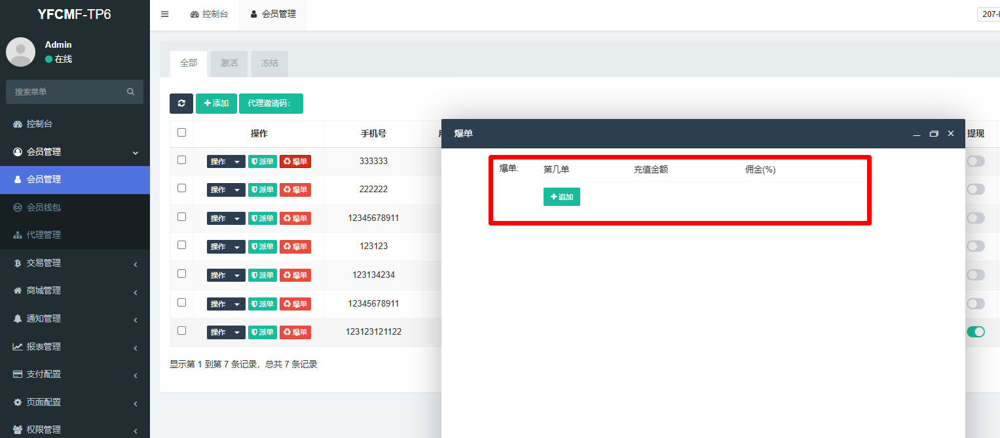 YFCMF-TP6
控制台
会员管理
207-
Admin
在线
搜索菜单
控制台
会员管理
会员管理
会员钱包
代理管理
交易管理
商城管理
通知管理
报表管理
支付配置
页面配置
权限管理
全部 激活 冻结
添加 代理邀请码:
操作 手机号 提现
操作 派单 爆单 333333
操作 派单 爆单 222222
操作 派单 爆单 12345678911
操作 派单 爆单 123123
操作 派单 爆单 123134234
操作 派单 爆单 12345678911
操作 派单 爆单 123123121122
显示第 1 到第 7 条记录，总共 7 条记录
爆单
爆单: 第几单 充值金额 佣金(%)
追加